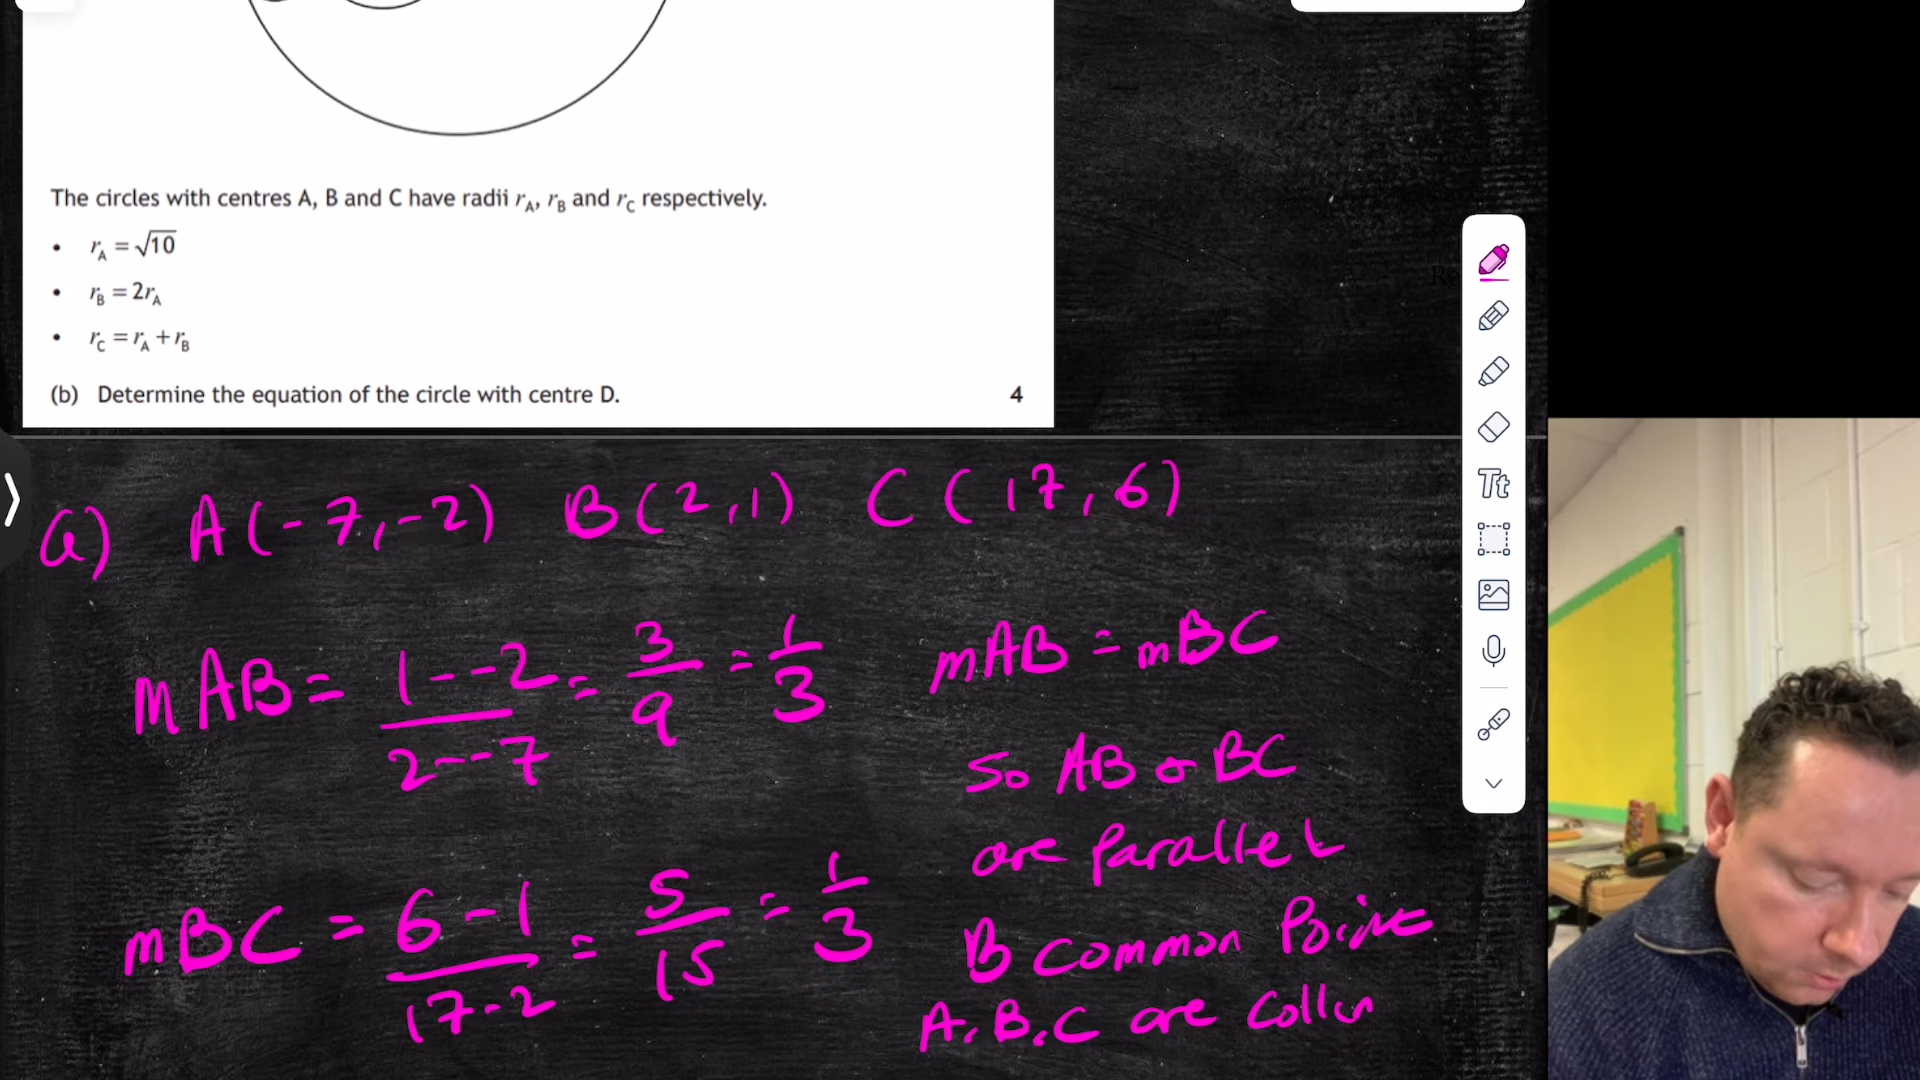 The circles with centres A, B and C have radii r_A, r_B and r_C respectively.
• r_A = √10
• r_B = 2r_A
• r_C = r_A + r_B
(b) Determine the equation of the circle with centre D. 4
Tt
a) A(-7,-2) B(2,1) C(17,6)
mAB = (1--2)/(2--7) = 3/9 = 1/3
mAB = mBC
So AB & BC
are Parallel
mBC = (6-1)/(17-2) = 5/15 = 1/3
B common Point
A,B,C are Collin